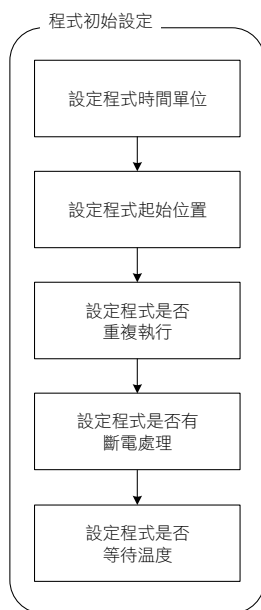 程式初始設定
設定程式時間單位
設定程式起始位置
設定程式是否
重複執行
設定程式是否有
斷電處理
設定程式是否
等待温度